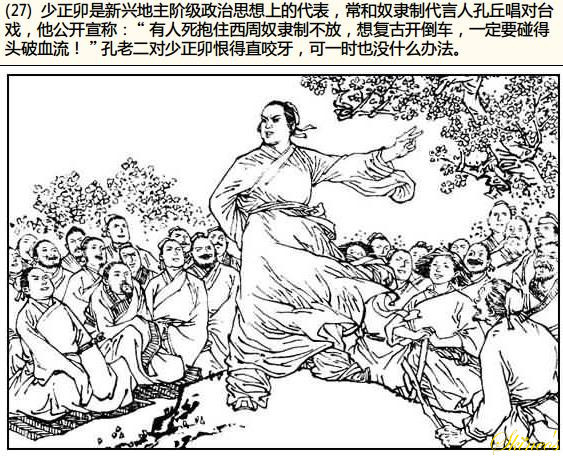 (27) 少正卯是新兴地主阶级政治思想上的代表，常和奴隶制代言人孔丘唱对台
戏，他公开宣称：“有人死抱住西周奴隶制不放，想复古开倒车，一定要碰得
头破血流！”孔老二对少正卯恨得直咬牙，可一时也没什么办法。